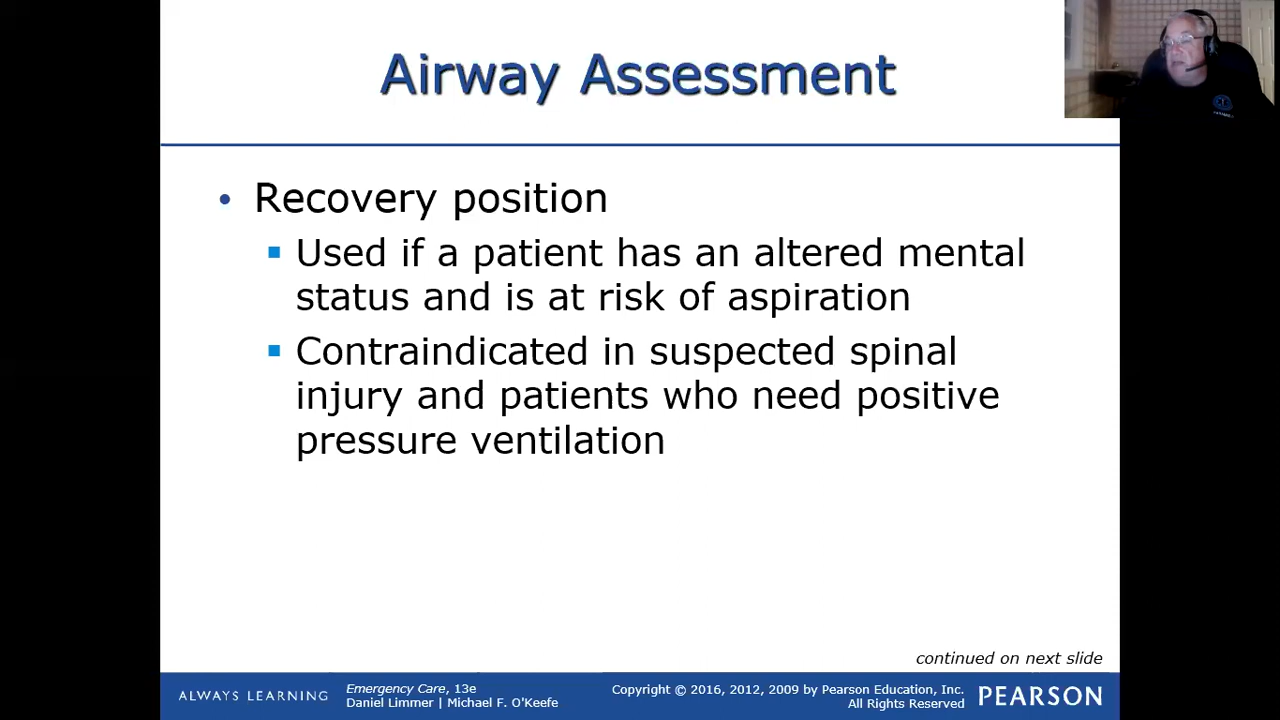 Airway Assessment
• Recovery position
▪ Used if a patient has an altered mental
status and is at risk of aspiration
▪ Contraindicated in suspected spinal
injury and patients who need positive
pressure ventilation
continued on next slide
ALWAYS LEARNING
Emergency Care, 13e
Daniel Limmer | Michael F. O'Keefe
Copyright © 2016, 2012, 2009 by Pearson Education, Inc.
All Rights Reserved
PEARSON